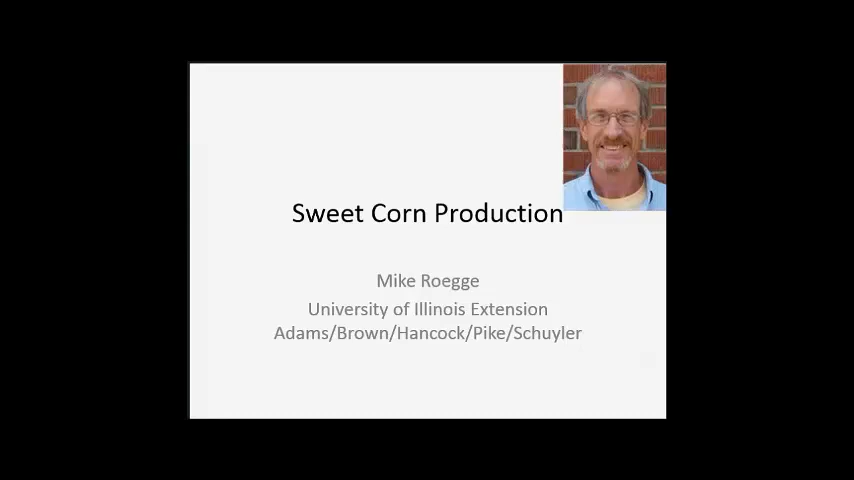 Sweet Corn Production
Mike Roegge
University of Illinois Extension
Adams/Brown/Hancock/Pike/Schuyler